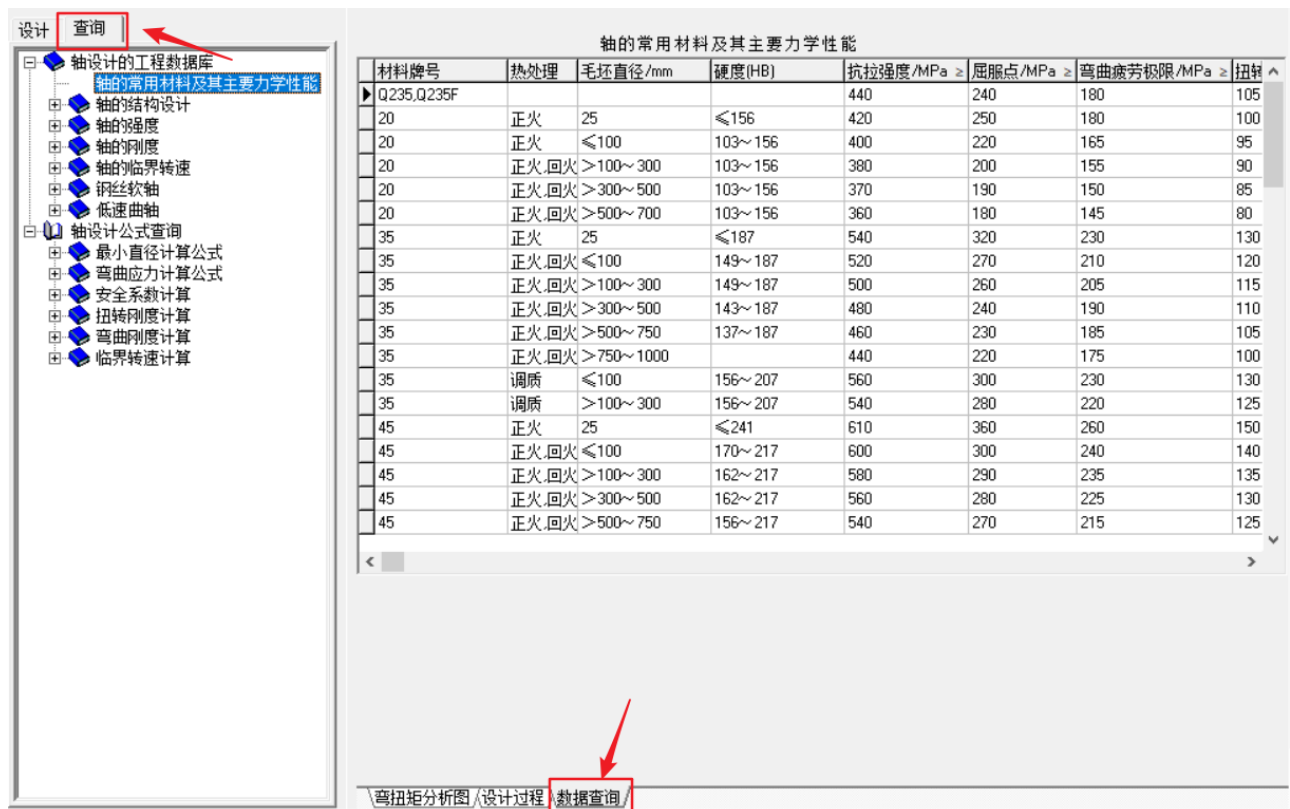 设计 查询
轴设计的工程数据库
轴的常用材料及其主要力学性能
轴的结构设计
轴的强度
轴的刚度
轴的临界转速
钢丝软轴
低速曲轴
轴设计公式查询
最小直径计算公式
弯曲应力计算公式
安全系数计算
扭转刚度计算
弯曲刚度计算
临界转速计算
轴的常用材料及其主要力学性能
材料牌号 热处理 毛坯直径/mm 硬度(HB) 抗拉强度/MPa ≥ 屈服点/MPa ≥ 弯曲疲劳极限/MPa ≥ 扭转
Q235,Q235F 440 240 180 105
20 正火 25 ≤156 420 250 180 100
20 正火 ≤100 103~156 400 220 165 95
20 正火.回火 >100~300 103~156 380 200 155 90
20 正火.回火 >300~500 103~156 370 190 150 85
20 正火.回火 >500~700 103~156 360 180 145 80
35 正火 25 ≤187 540 320 230 130
35 正火.回火 ≤100 149~187 520 270 210 120
35 正火.回火 >100~300 149~187 500 260 205 115
35 正火.回火 >300~500 143~187 480 240 190 110
35 正火.回火 >500~750 137~187 460 230 185 105
35 正火.回火 >750~1000 440 220 175 100
35 调质 ≤100 156~207 560 300 230 130
35 调质 >100~300 156~207 540 280 220 125
45 正火 25 ≤241 610 360 260 150
45 正火.回火 ≤100 170~217 600 300 240 140
45 正火.回火 >100~300 162~217 580 290 235 135
45 正火.回火 >300~500 162~217 560 280 225 130
45 正火.回火 >500~750 156~217 540 270 215 125
弯扭矩分析图 设计过程 数据查询